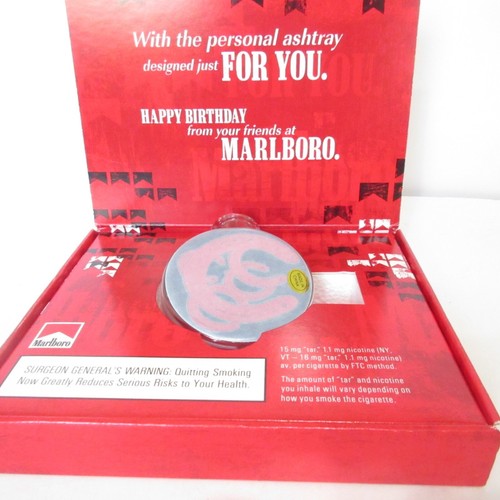 With the personal ashtray
designed just FOR YOU.
HAPPY BIRTHDAY
from your friends at
MARLBORO.
Marlboro
SURGEON GENERAL'S WARNING: Quitting Smoking
Now Greatly Reduces Serious Risks to Your Health.
15 mg "tar," 1.1 mg nicotine (NY,
VT— 16 mg "tar", 1.1 mg nicotine)
av. per cigarette by FTC method.
The amount of "tar" and nicotine
you inhale will vary depending on
how you smoke the cigarette.